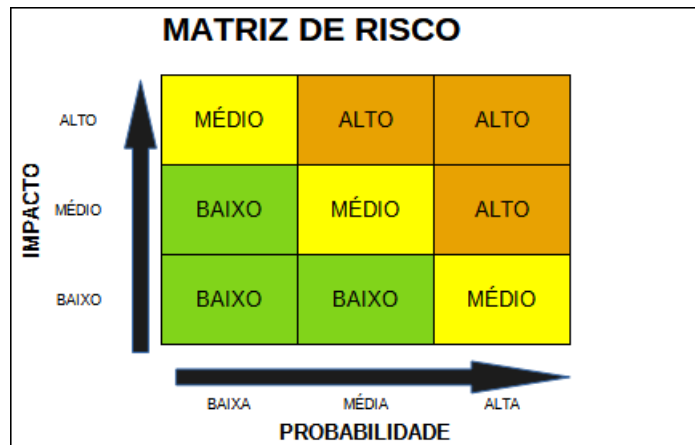 MATRIZ DE RISCO
ALTO MÉDIO ALTO ALTO
IMPACTO
MÉDIO BAIXO MÉDIO ALTO
BAIXO BAIXO BAIXO MÉDIO
BAIXA MÉDIA ALTA
PROBABILIDADE